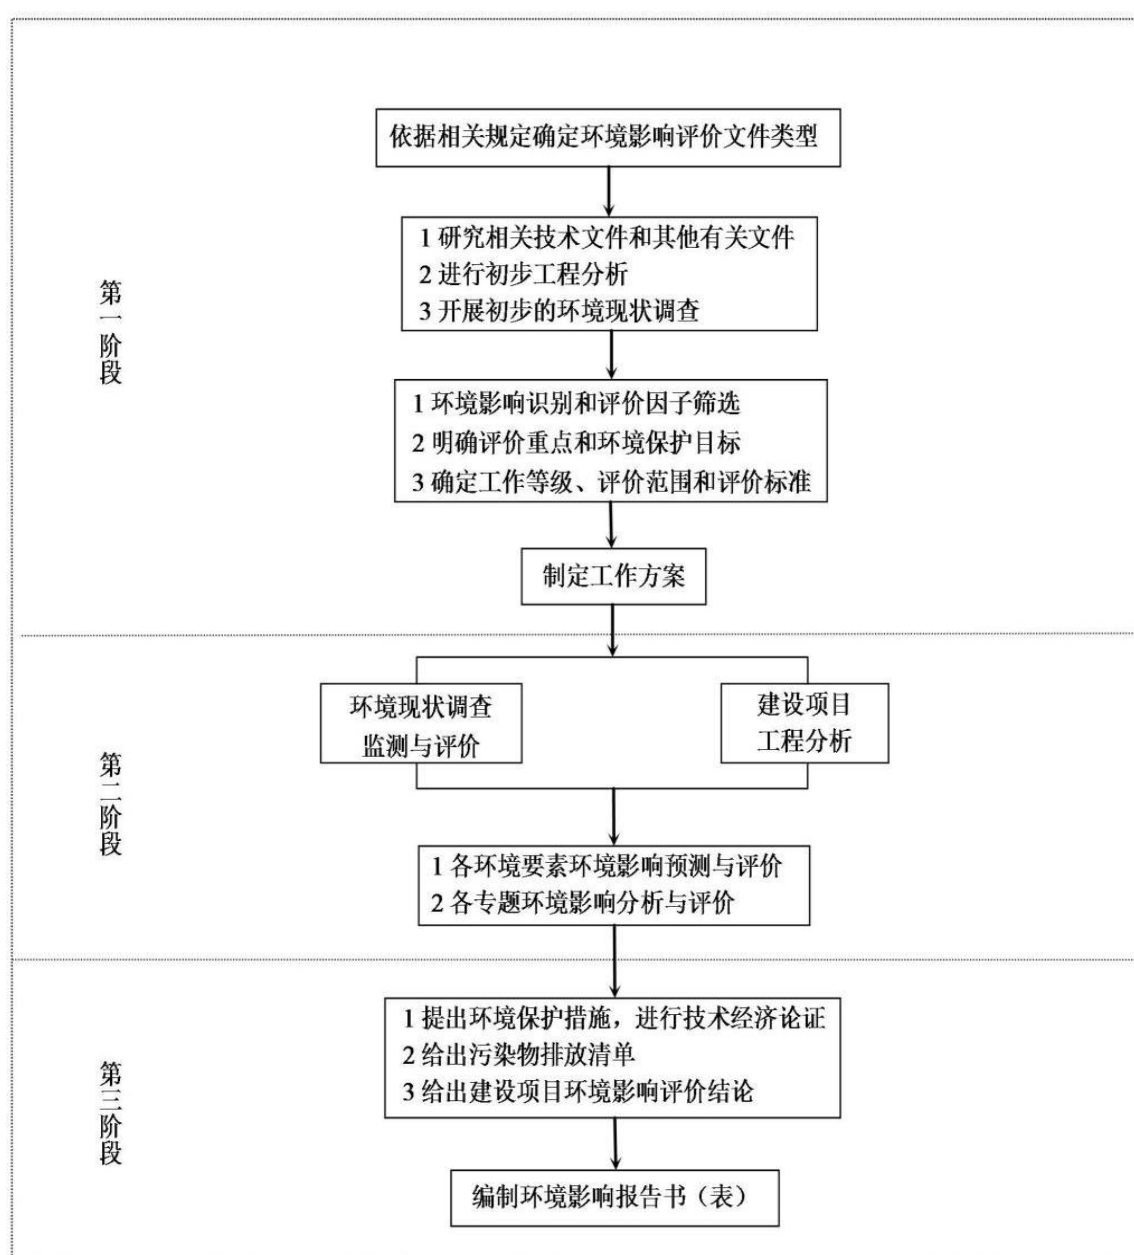 依据相关规定确定环境影响评价文件类型
1 研究相关技术文件和其他有关文件
2 进行初步工程分析
3 开展初步的环境现状调查
第一阶段
1 环境影响识别和评价因子筛选
2 明确评价重点和环境保护目标
3 确定工作等级、评价范围和评价标准
制定工作方案
环境现状调查
监测与评价
建设项目
工程分析
第二阶段
1 各环境要素环境影响预测与评价
2 各专题环境影响分析与评价
1 提出环境保护措施，进行技术经济论证
2 给出污染物排放清单
3 给出建设项目环境影响评价结论
第三阶段
编制环境影响报告书（表）